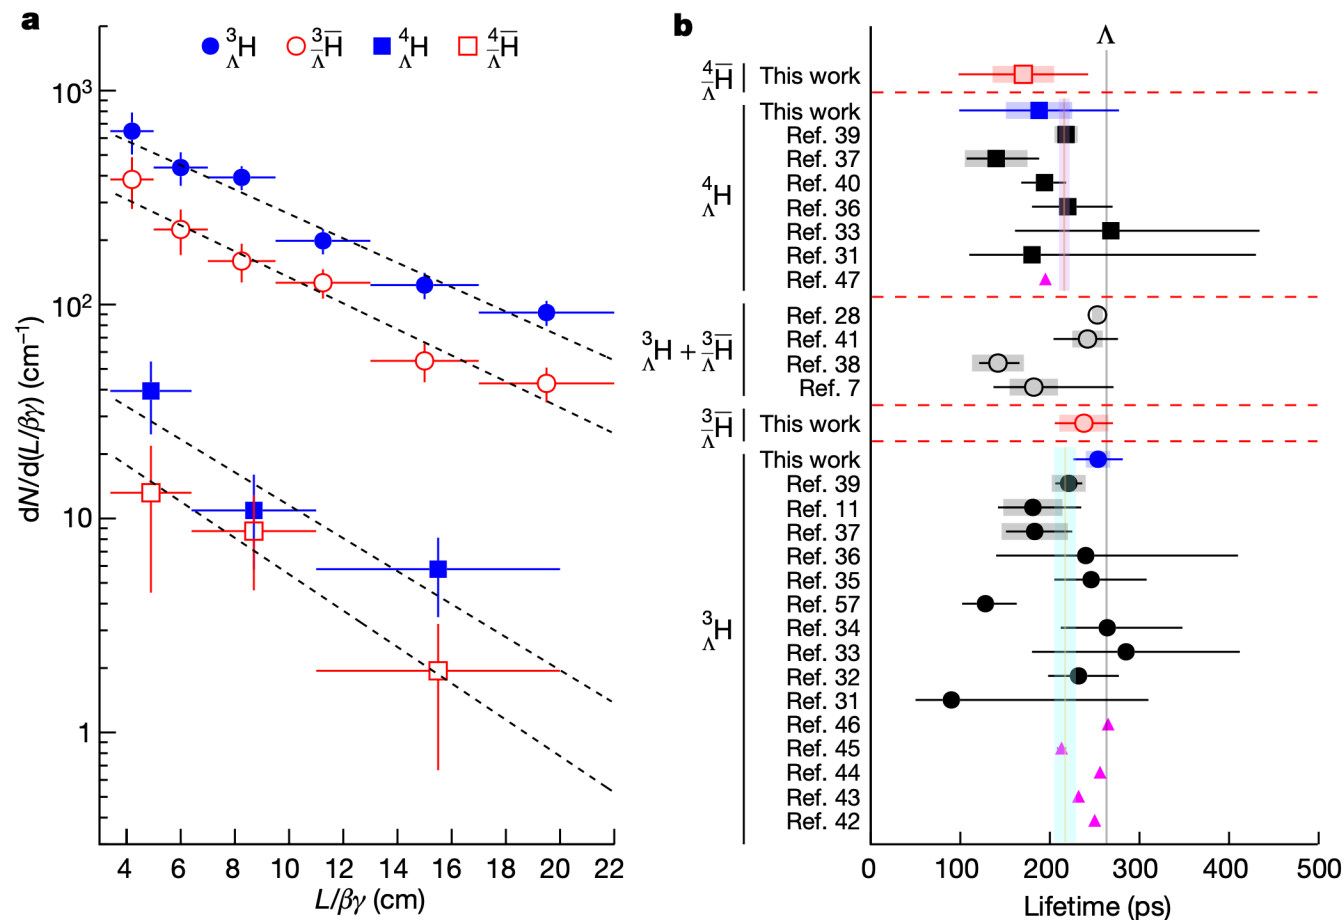 a
³ΛH ³Λ̅H̅ ⁴ΛH ⁴Λ̅H̅
10³
10²
10
1
dN/d(L/βγ) (cm⁻¹)
4 6 8 10 12 14 16 18 20 22
L/βγ (cm)
b
Λ
⁴Λ̅H̅ This work
⁴ΛH
This work
Ref. 39
Ref. 37
Ref. 40
Ref. 36
Ref. 33
Ref. 31
Ref. 47
³ΛH + ³Λ̅H̅
Ref. 28
Ref. 41
Ref. 38
Ref. 7
³Λ̅H̅ This work
³ΛH
This work
Ref. 39
Ref. 11
Ref. 37
Ref. 36
Ref. 35
Ref. 57
Ref. 34
Ref. 33
Ref. 32
Ref. 31
Ref. 46
Ref. 45
Ref. 44
Ref. 43
Ref. 42
0 100 200 300 400 500
Lifetime (ps)